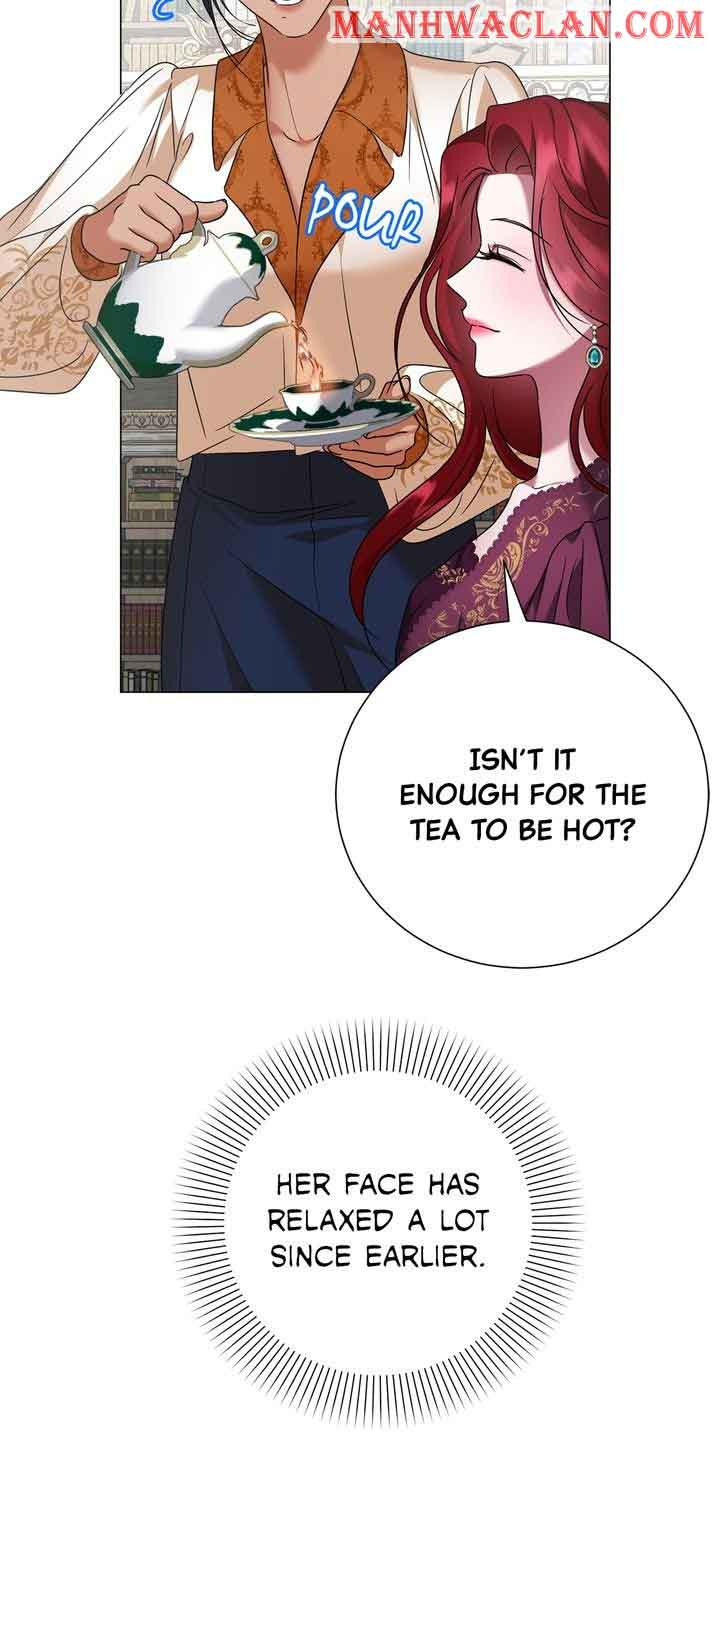 MANHWACLAN.COM
POUR
ISN'T IT
ENOUGH FOR THE
TEA TO BE HOT?
HER FACE HAS
RELAXED A LOT
SINCE EARLIER.